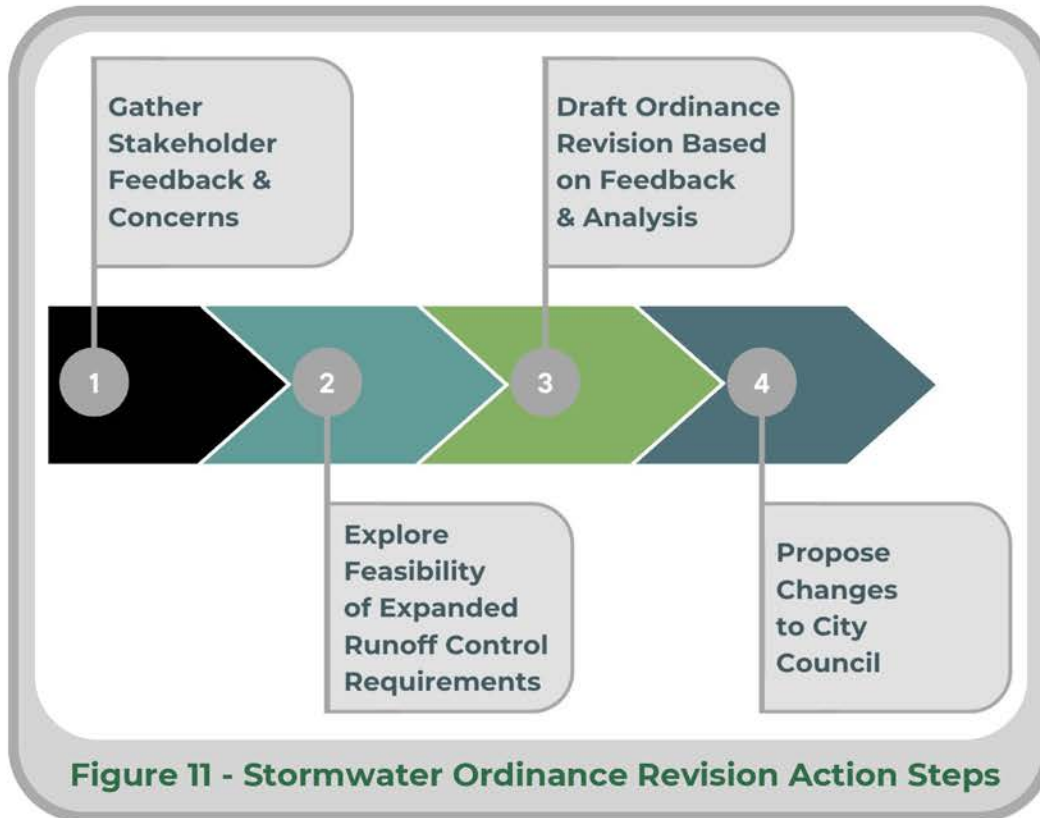 Gather
Stakeholder
Feedback &
Concerns
Draft Ordinance
Revision Based
on Feedback
& Analysis
1
2
3
4
Explore
Feasibility
of Expanded
Runoff Control
Requirements
Propose
Changes
to City
Council
Figure 11 - Stormwater Ordinance Revision Action Steps